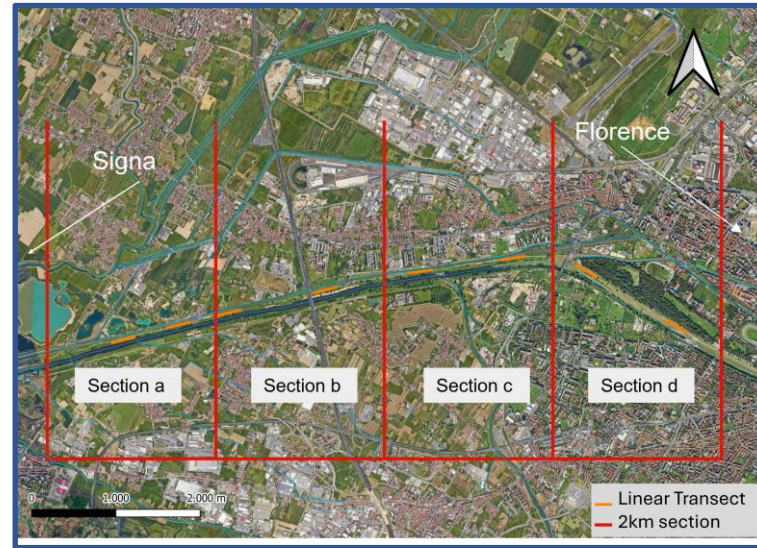 Signa
Florence
Section a
Section b
Section c
Section d
0 1.000 2.000 m
Linear Transect
2km section